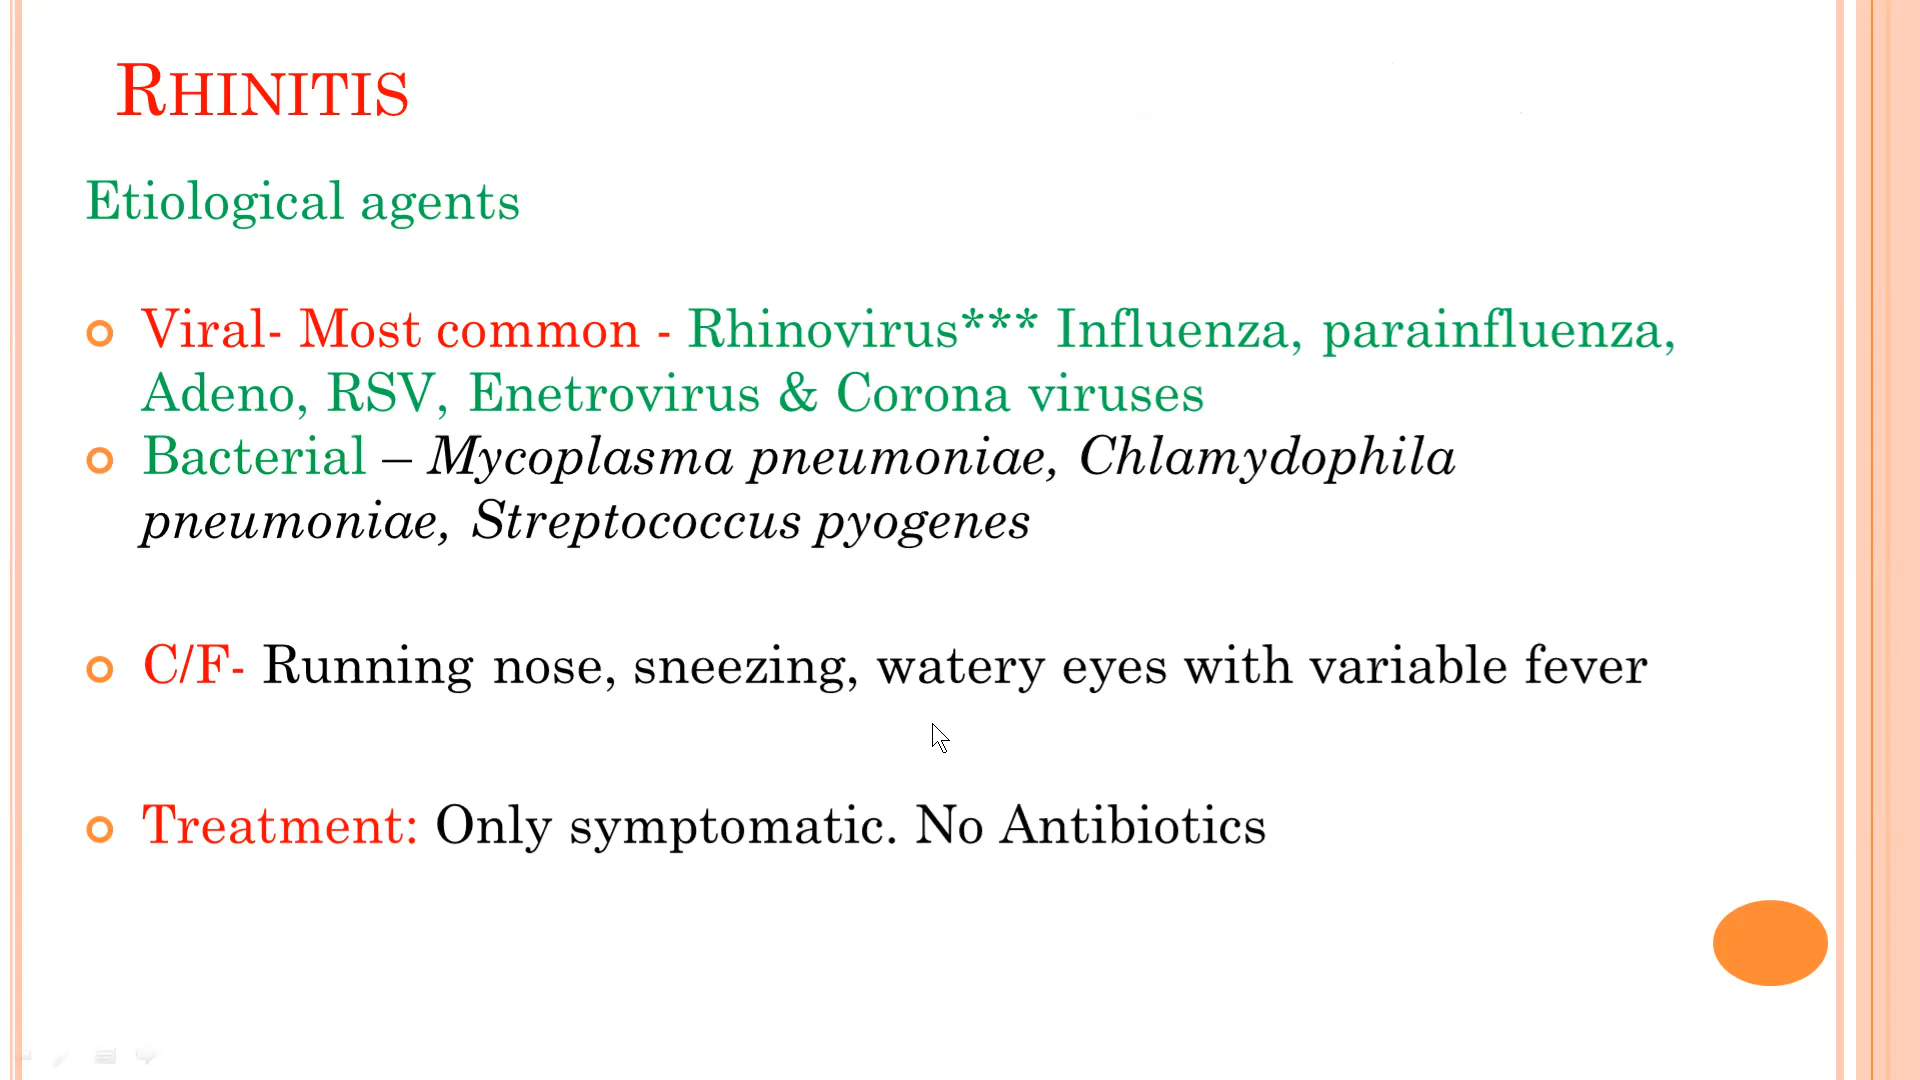 RHINITIS
Etiological agents
Viral- Most common - Rhinovirus*** Influenza, parainfluenza,
Adeno, RSV, Enetrovirus & Corona viruses
Bacterial – Mycoplasma pneumoniae, Chlamydophila
pneumoniae, Streptococcus pyogenes
C/F- Running nose, sneezing, watery eyes with variable fever
Treatment: Only symptomatic. No Antibiotics